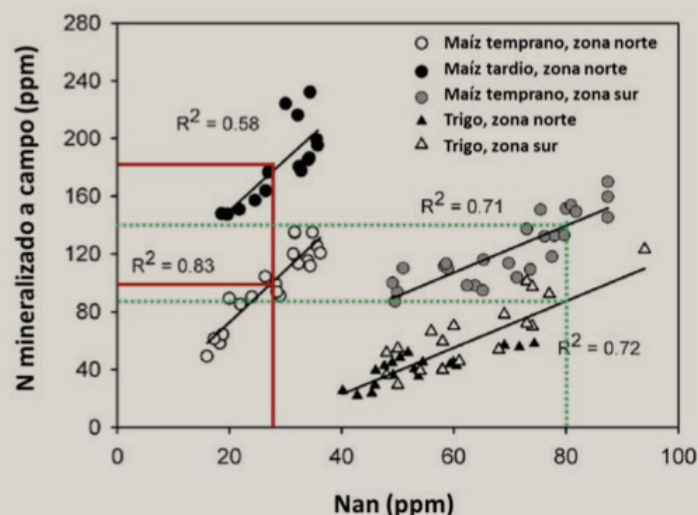 280
240
200
160
120
80
40
0
N mineralizado a campo (ppm)
Maíz temprano, zona norte
Maíz tardio, zona norte
Maíz temprano, zona sur
Trigo, zona norte
Trigo, zona sur
R² = 0.58
R² = 0.71
R² = 0.83
R² = 0.72
0 20 40 60 80 100
Nan (ppm)